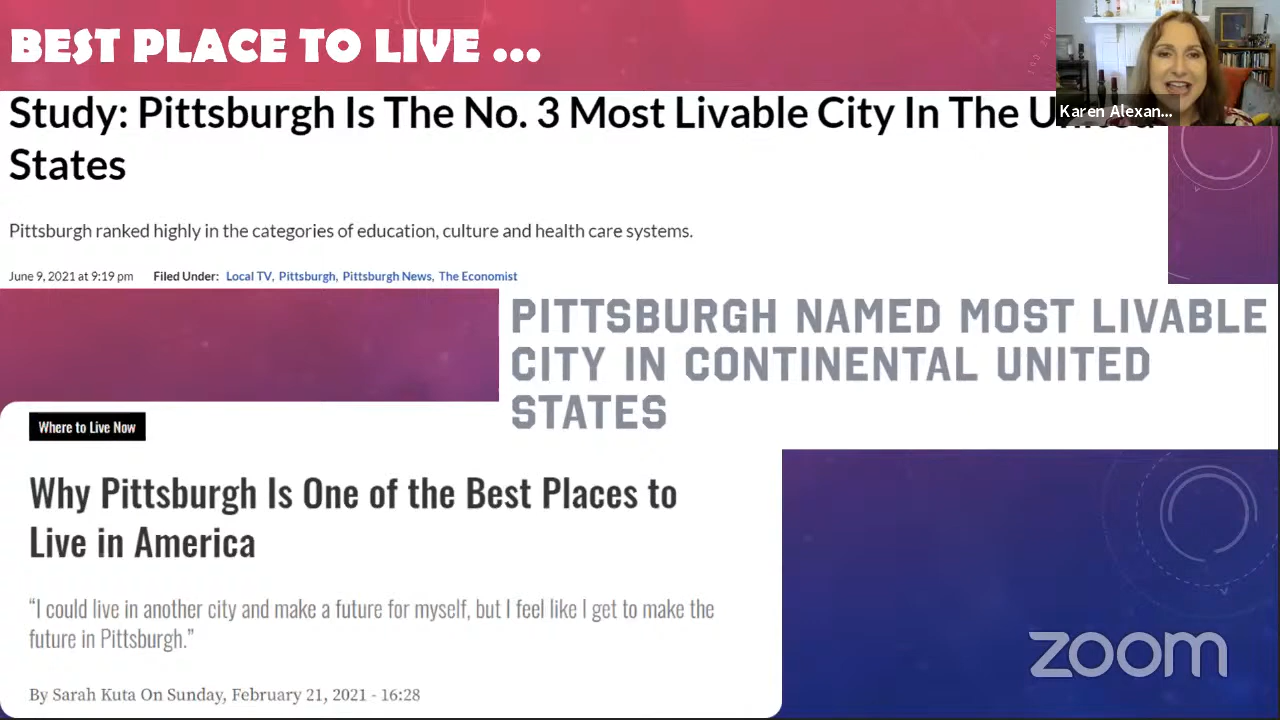 BEST PLACE TO LIVE ...
Karen Alexan...
Study: Pittsburgh Is The No. 3 Most Livable City In The United
States
Pittsburgh ranked highly in the categories of education, culture and health care systems.
June 9, 2021 at 9:19 pm Filed Under: Local TV, Pittsburgh, Pittsburgh News, The Economist
PITTSBURGH NAMED MOST LIVABLE
CITY IN CONTINENTAL UNITED
STATES
Where to Live Now
Why Pittsburgh Is One of the Best Places to
Live in America
“I could live in another city and make a future for myself, but I feel like I get to make the
future in Pittsburgh.”
By Sarah Kuta On Sunday, February 21, 2021 - 16:28
zoom